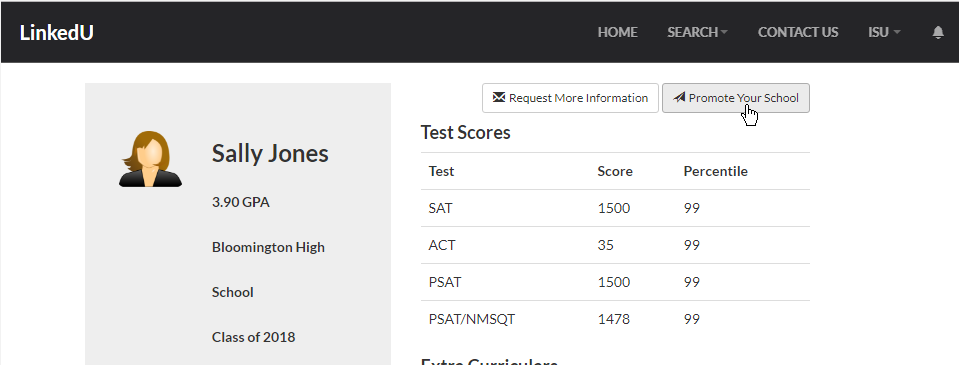 LinkedU HOME SEARCH CONTACT US ISU
Request More Information Promote Your School
Sally Jones
3.90 GPA
Bloomington High
School
Class of 2018
Test Scores
Test Score Percentile
SAT 1500 99
ACT 35 99
PSAT 1500 99
PSAT/NMSQT 1478 99
Extra Curriculars